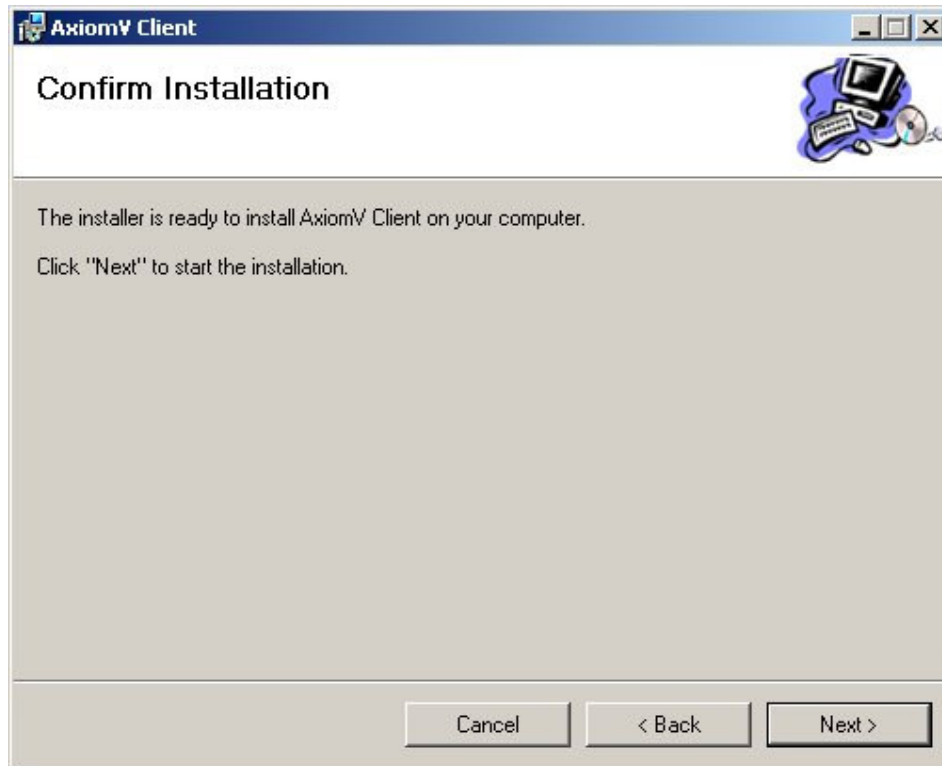 AxiomV Client
Confirm Installation
The installer is ready to install AxiomV Client on your computer.
Click "Next" to start the installation.
Cancel
< Back
Next >